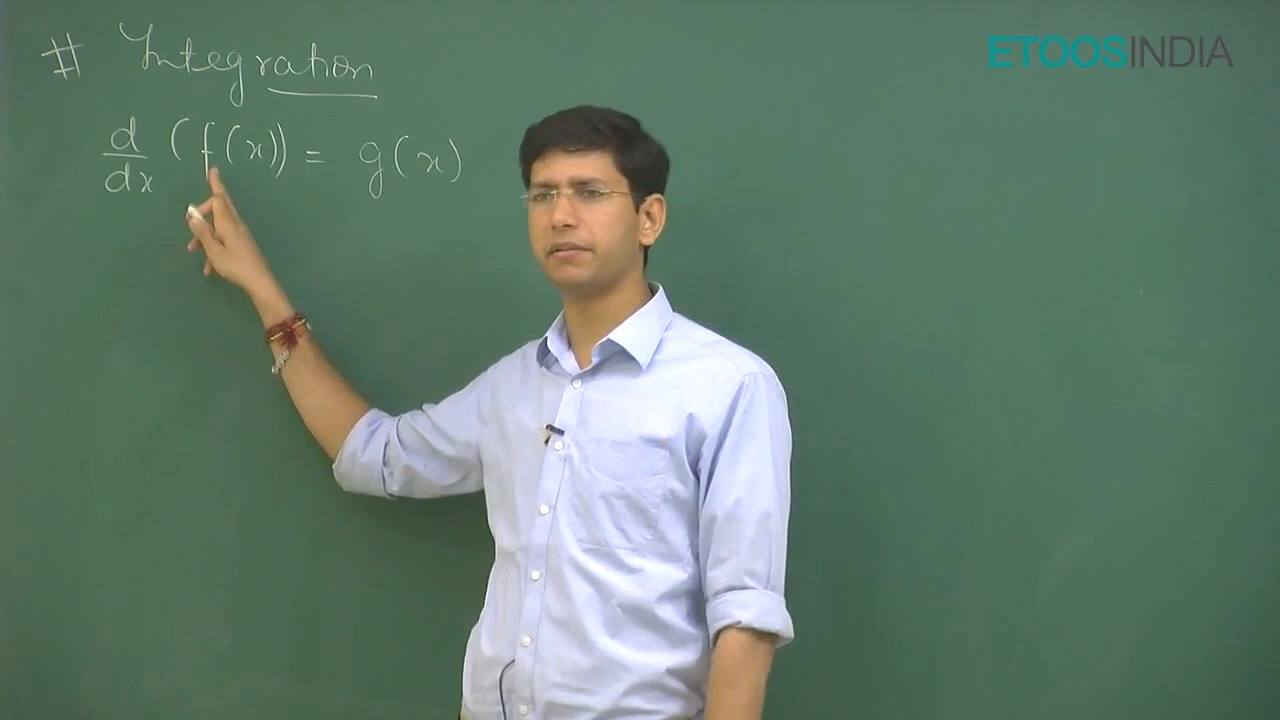 # Integration
d/dx (f(x)) = g(x)
ETOOSINDIA